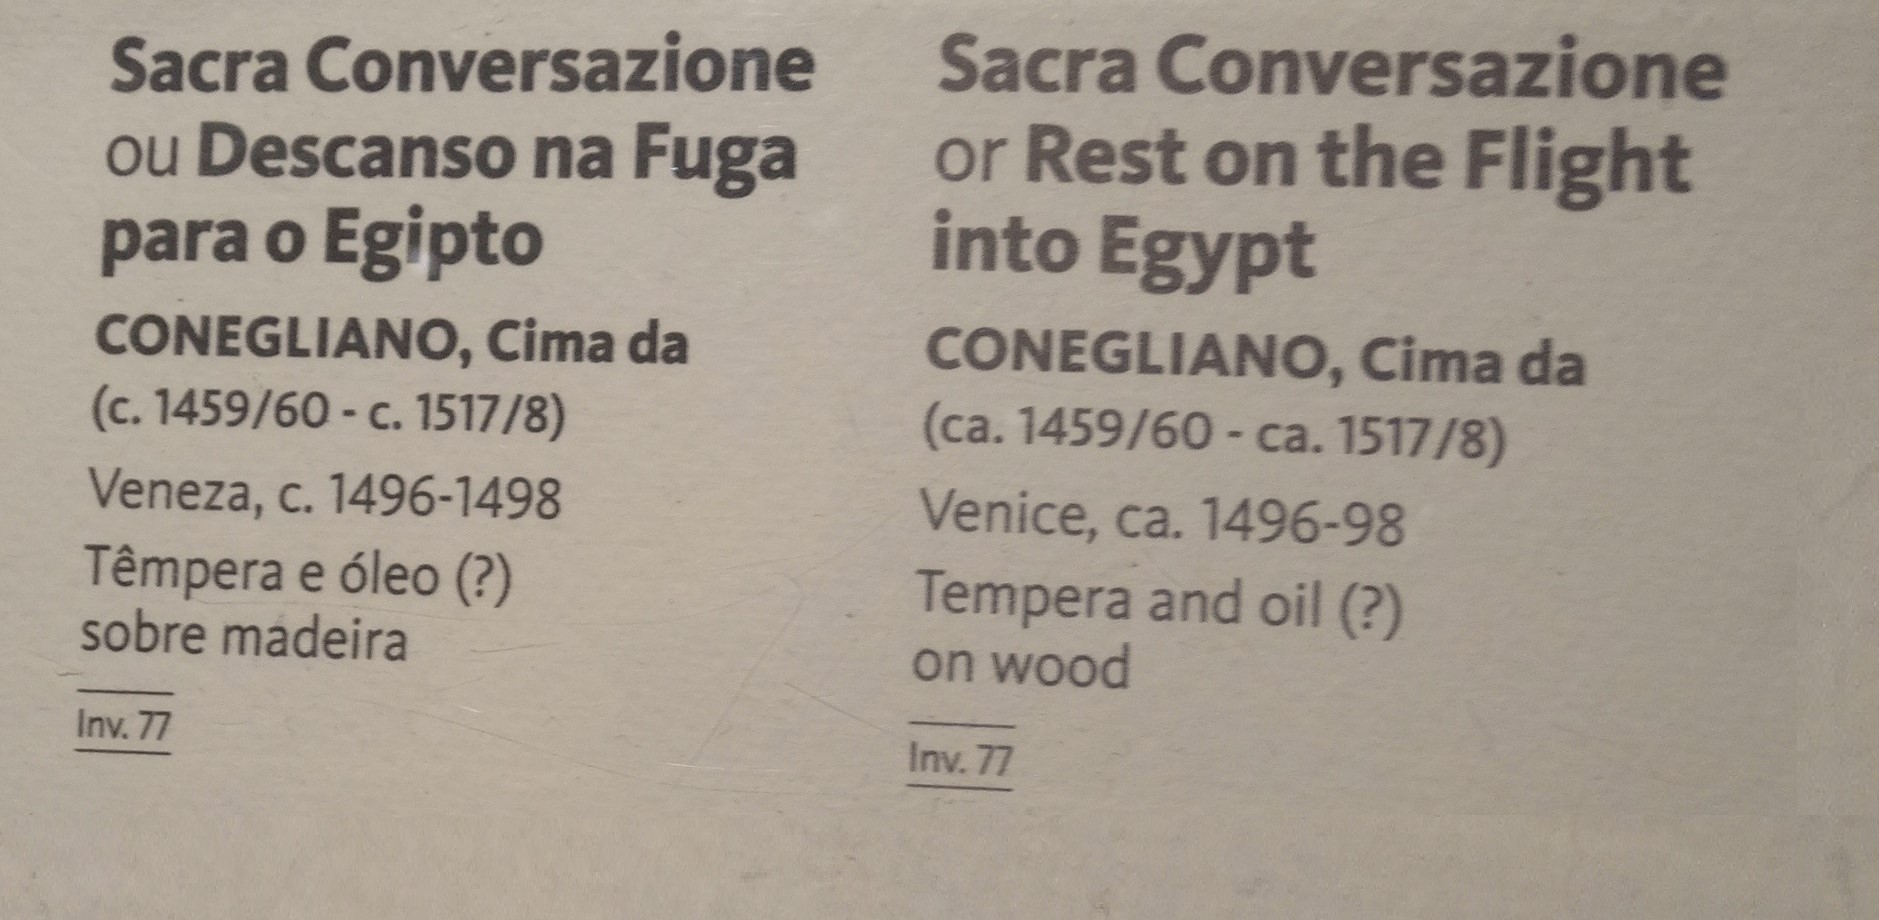 Sacra Conversazione
ou Descanso na Fuga
para o Egipto
CONEGLIANO, Cima da
(c. 1459/60 - c. 1517/8)
Veneza, c. 1496-1498
Têmpera e óleo (?)
sobre madeira
Inv. 77
Sacra Conversazione
or Rest on the Flight
into Egypt
CONEGLIANO, Cima da
(ca. 1459/60 - ca. 1517/8)
Venice, ca. 1496-98
Tempera and oil (?)
on wood
Inv. 77